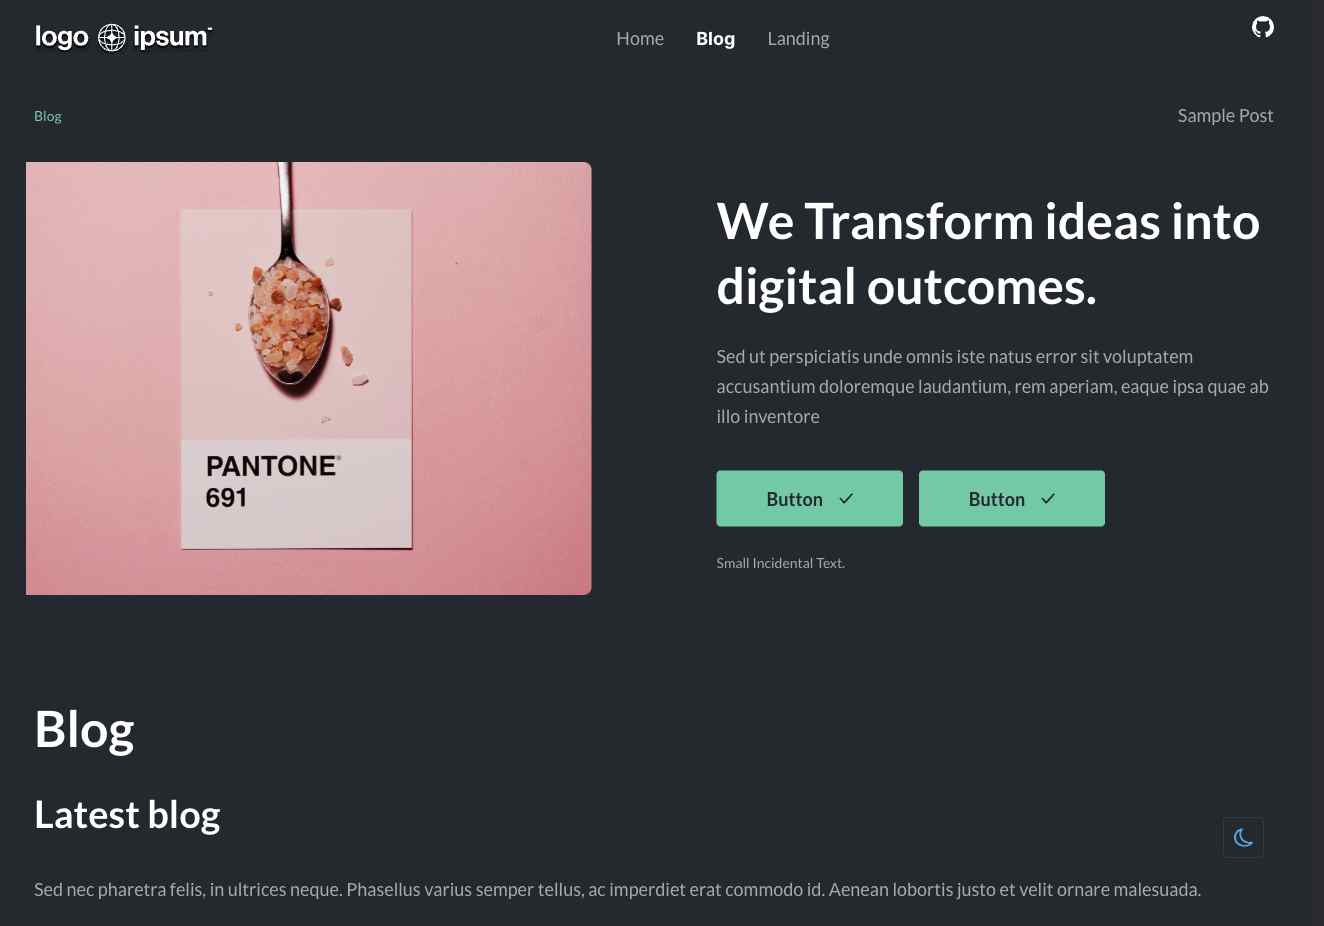 logo ipsum
Home Blog Landing
Blog
Sample Post
PANTONE®
691
We Transform ideas into
digital outcomes.
Sed ut perspiciatis unde omnis iste natus error sit voluptatem
accusantium doloremque laudantium, rem aperiam, eaque ipsa quae ab
illo inventore
Button Button
Small Incidental Text.
Blog
Latest blog
Sed nec pharetra felis, in ultrices neque. Phasellus varius semper tellus, ac imperdiet erat commodo id. Aenean lobortis justo et velit ornare malesuada.